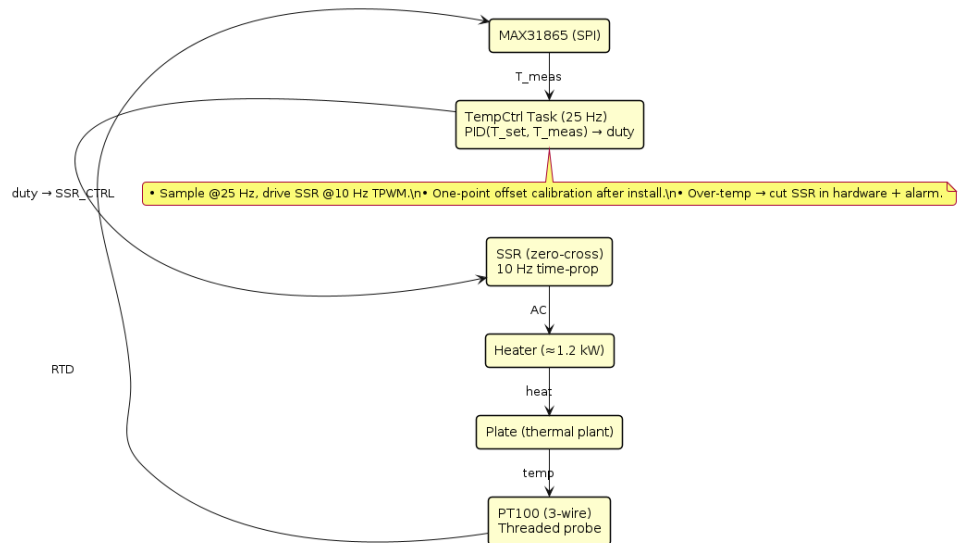 MAX31865 (SPI)
T_meas
TempCtrl Task (25 Hz)
PID(T_set, T_meas) → duty
duty → SSR_CTRL
• Sample @25 Hz, drive SSR @10 Hz TPWM.\n• One-point offset calibration after install.\n• Over-temp → cut SSR in hardware + alarm.
SSR (zero-cross)
10 Hz time-prop
AC
Heater (≈1.2 kW)
RTD
heat
Plate (thermal plant)
temp
PT100 (3-wire)
Threaded probe